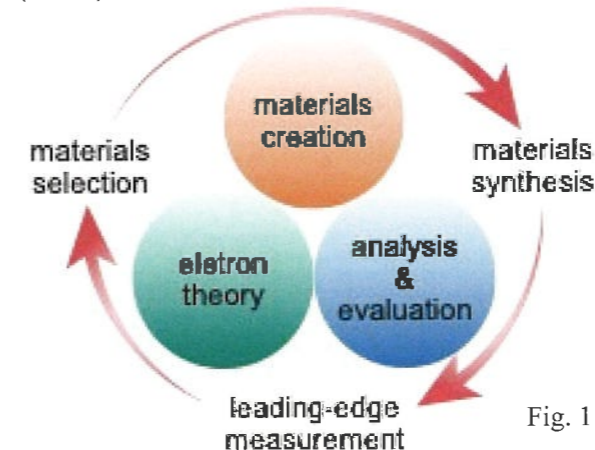 materials
creation
materials
selection
materials
synthesis
eletron
theory
analysis
&
evaluation
leading-edge
measurement
Fig. 1